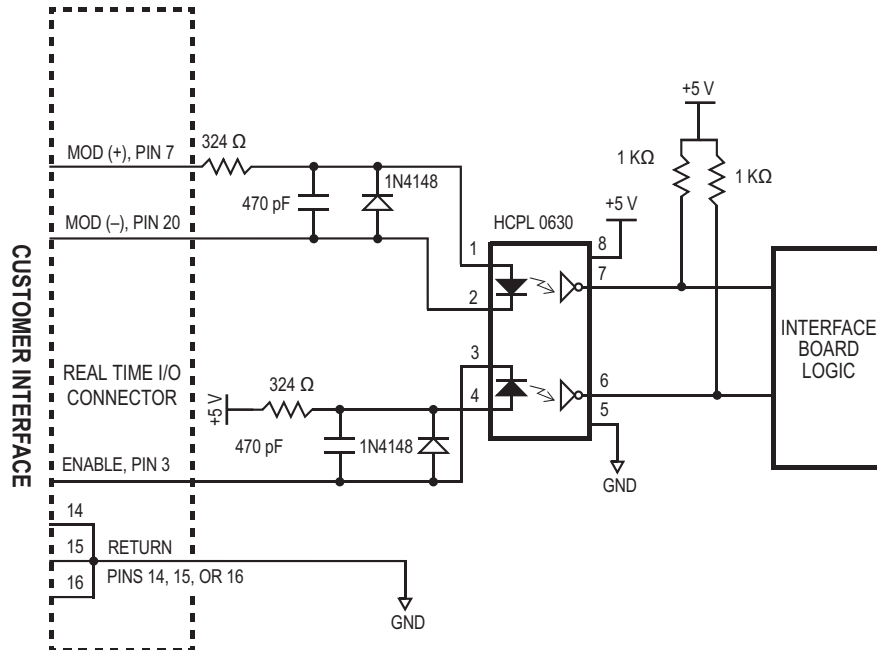 CUSTOMER INTERFACE
MOD (+), PIN 7
324 Ω
470 pF
1N4148
MOD (–), PIN 20
REAL TIME I/O
CONNECTOR
+5 V
324 Ω
470 pF
1N4148
ENABLE, PIN 3
14
15
16
RETURN
PINS 14, 15, OR 16
GND
HCPL 0630
1
2
3
4
8
7
6
5
+5 V
GND
+5 V
1 KΩ
1 KΩ
INTERFACE
BOARD
LOGIC